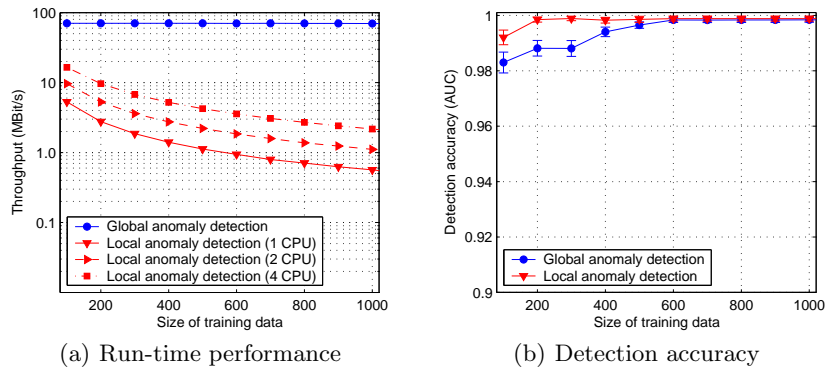 100
10
1.0
0.1
Throughput (MBit/s)
Global anomaly detection
Local anomaly detection (1 CPU)
Local anomaly detection (2 CPU)
Local anomaly detection (4 CPU)
200 400 600 800 1000
Size of training data
(a) Run-time performance
1
0.98
0.96
0.94
0.92
0.9
Detection accuracy (AUC)
Global anomaly detection
Local anomaly detection
200 400 600 800 1000
Size of training data
(b) Detection accuracy